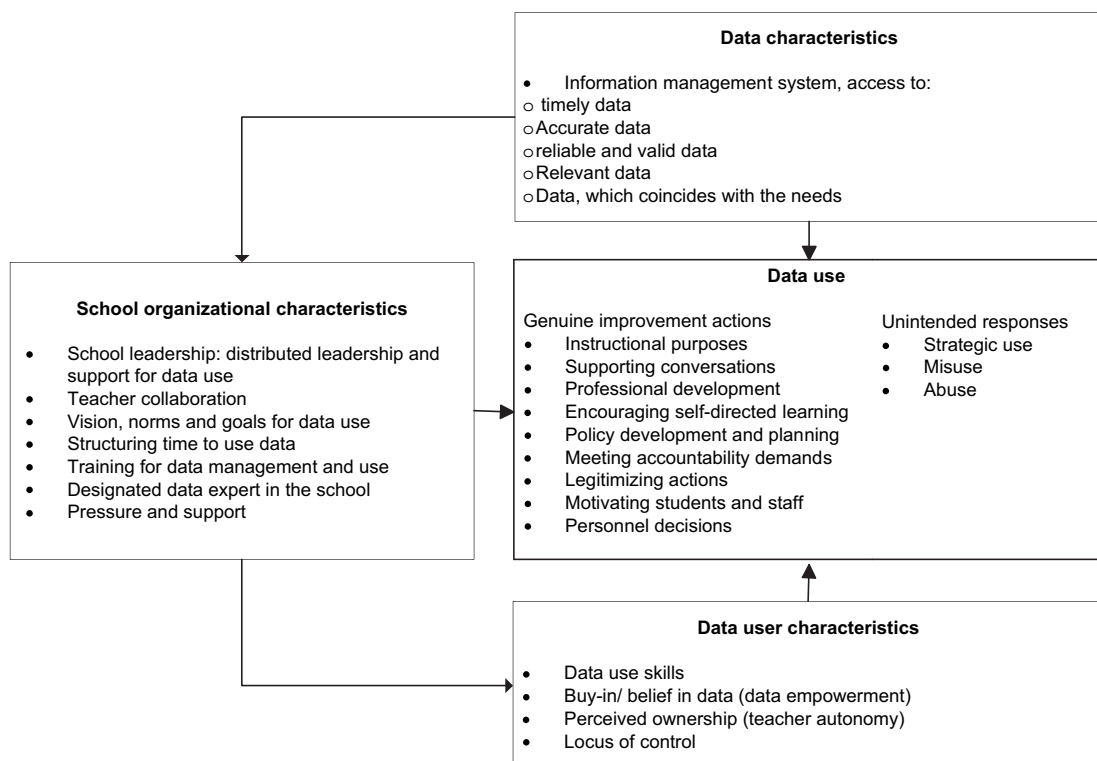 Data characteristics
• Information management system, access to:
o timely data
o Accurate data
o reliable and valid data
o Relevant data
o Data, which coincides with the needs
School organizational characteristics
• School leadership: distributed leadership and
support for data use
• Teacher collaboration
• Vision, norms and goals for data use
• Structuring time to use data
• Training for data management and use
• Designated data expert in the school
• Pressure and support
Data use
Genuine improvement actions
• Instructional purposes
• Supporting conversations
• Professional development
• Encouraging self-directed learning
• Policy development and planning
• Meeting accountability demands
• Legitimizing actions
• Motivating students and staff
• Personnel decisions
Unintended responses
• Strategic use
• Misuse
• Abuse
Data user characteristics
• Data use skills
• Buy-in/ belief in data (data empowerment)
• Perceived ownership (teacher autonomy)
• Locus of control